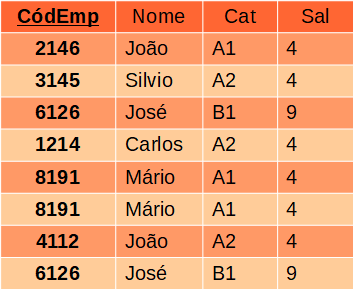 CódEmp Nome Cat Sal
2146 João A1 4
3145 Silvio A2 4
6126 José B1 9
1214 Carlos A2 4
8191 Mário A1 4
8191 Mário A1 4
4112 João A2 4
6126 José B1 9